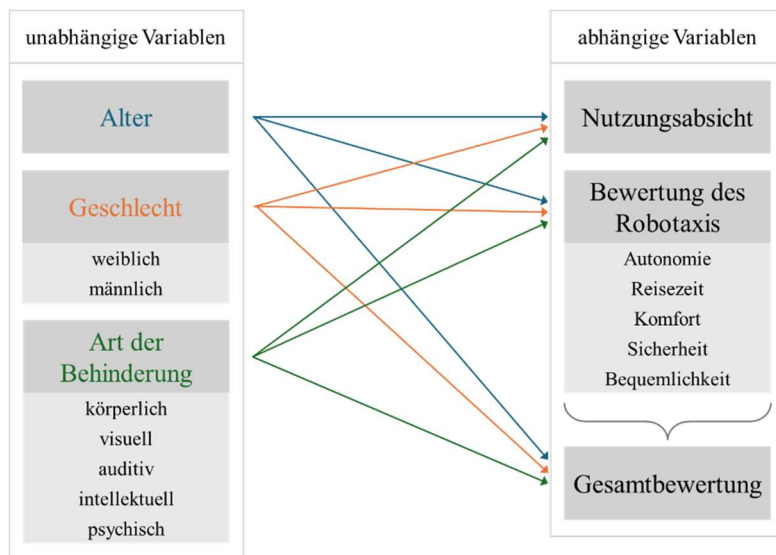 unabhängige Variablen
Alter
Geschlecht
weiblich
männlich
Art der
Behinderung
körperlich
visuell
auditiv
intellektuell
psychisch
abhängige Variablen
Nutzungsabsicht
Bewertung des
Robotaxis
Autonomie
Reisezeit
Komfort
Sicherheit
Bequemlichkeit
Gesamtbewertung